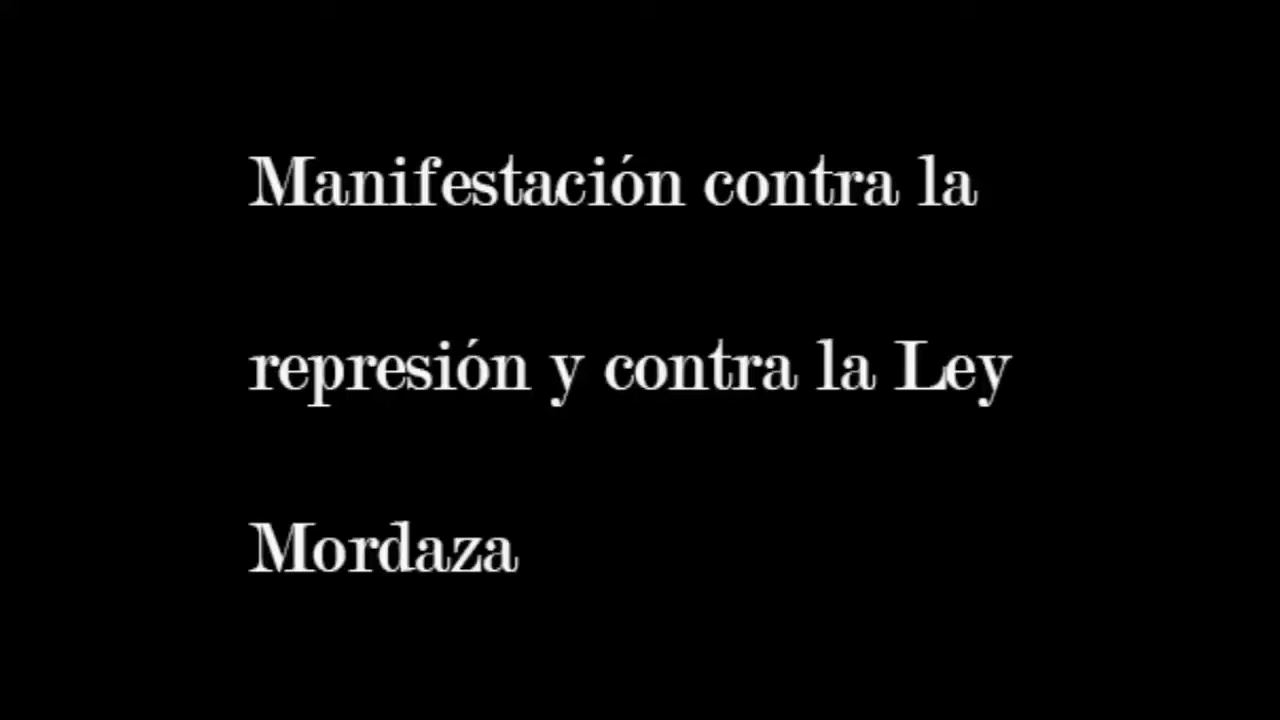 Manifestación contra la
represión y contra la Ley
Mordaza